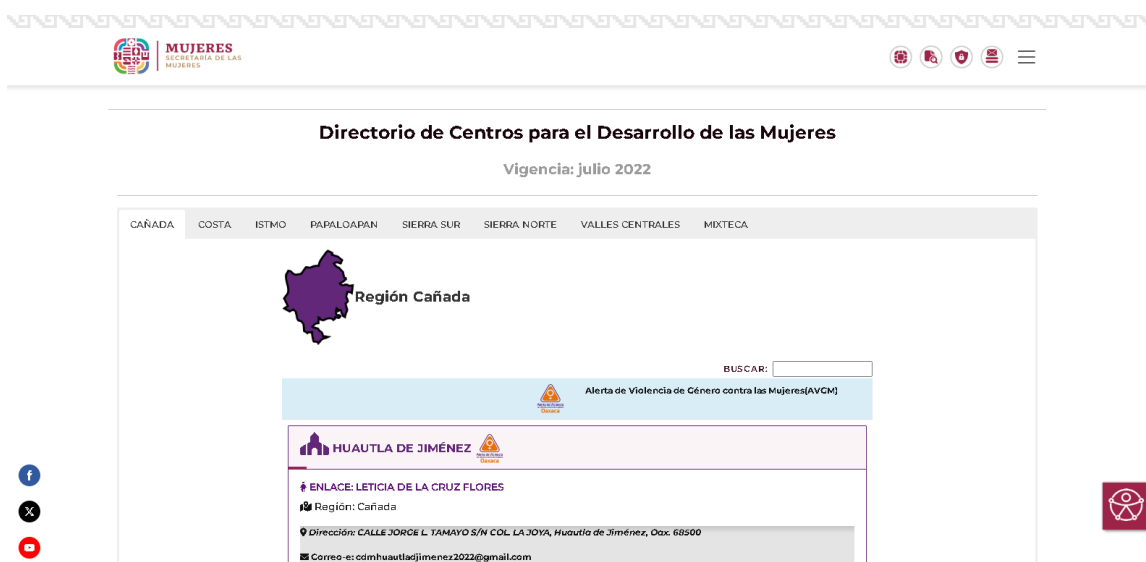 MUJERES
SECRETARÍA DE LAS
MUJERES
Directorio de Centros para el Desarrollo de las Mujeres
Vigencia: julio 2022
CAÑADA COSTA ISTMO PAPALOAPAN SIERRA SUR SIERRA NORTE VALLES CENTRALES MIXTECA
Región Cañada
BUSCAR:
Alerta de Violencia de Género contra las Mujeres(AVGM)
Oaxaca
HUAUTLA DE JIMÉNEZ
Oaxaca
ENLACE: LETICIA DE LA CRUZ FLORES
Región: Cañada
Dirección: CALLE JORGE L. TAMAYO S/N COL. LA JOYA, Huautla de Jiménez, Oax. 68500
Correo-e: cdmhuautladjimenez2022@gmail.com